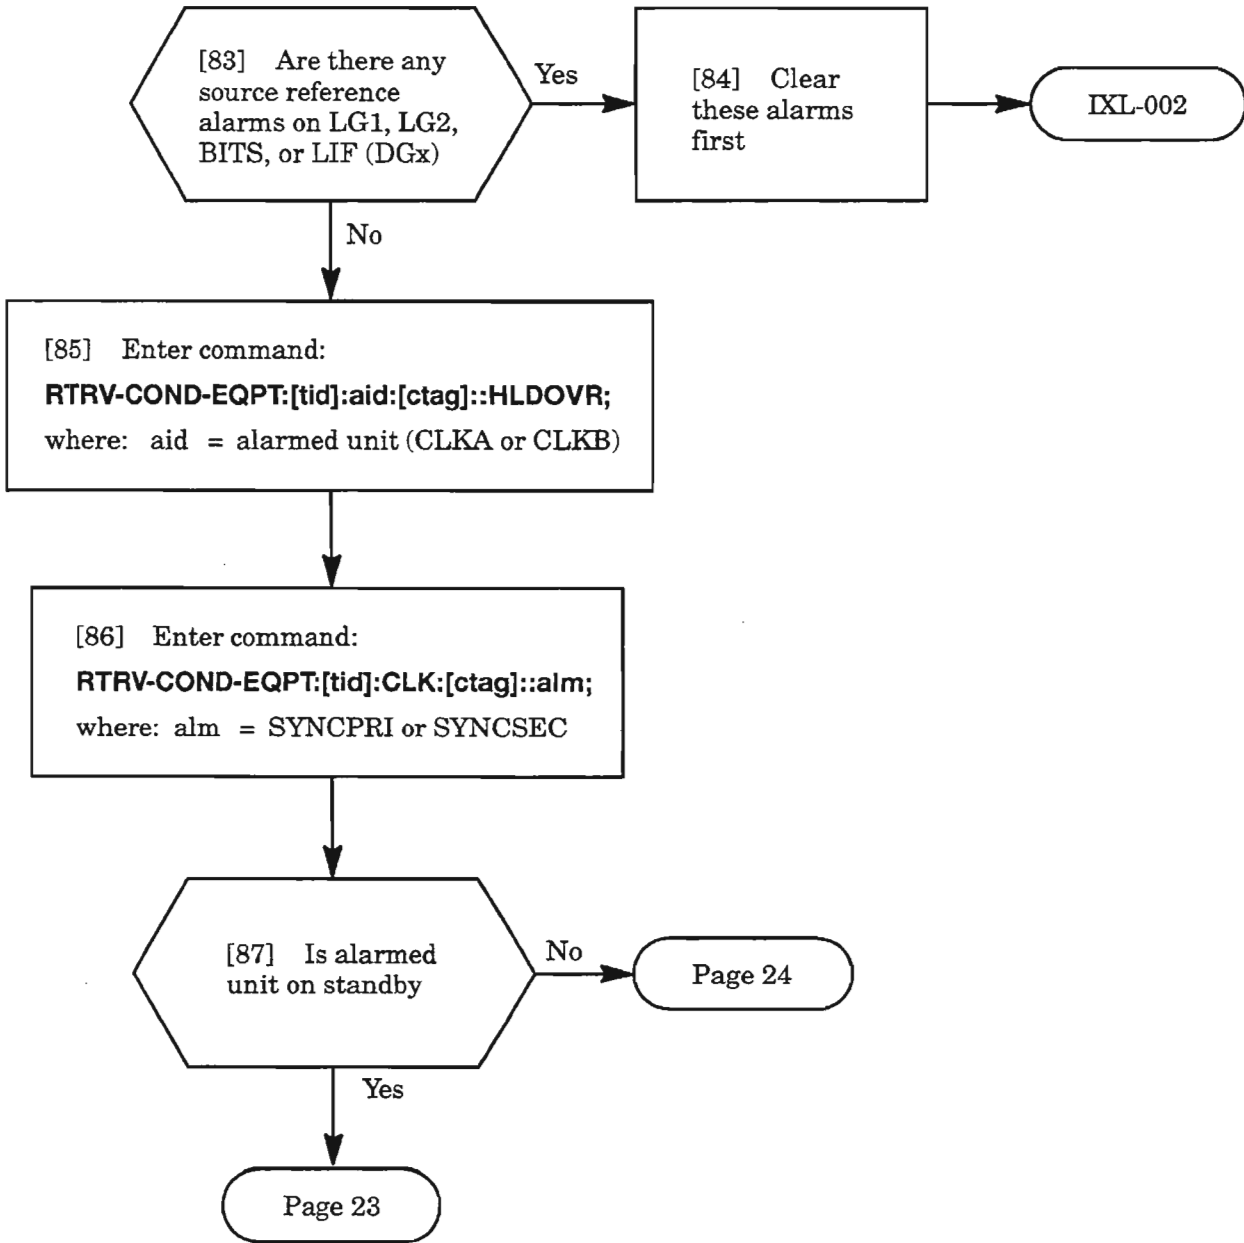 [83] Are there any
source reference
alarms on LG1, LG2,
BITS, or LIF (DGx)
Yes
[84] Clear
these alarms
first
IXL-002
No
[85] Enter command:
RTRV-COND-EQPT:[tid]:aid:[ctag]::HLDOVR;
where: aid = alarmed unit (CLKA or CLKB)
[86] Enter command:
RTRV-COND-EQPT:[tid]:CLK:[ctag]::alm;
where: alm = SYNCPRI or SYNCSEC
[87] Is alarmed
unit on standby
No
Page 24
Yes
Page 23